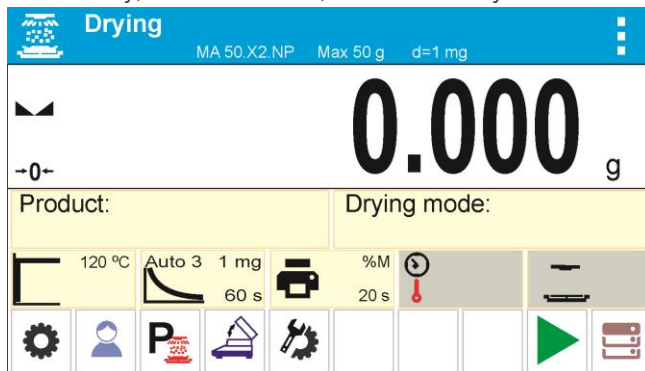 Drying
MA 50.X2.NP Max 50 g d=1 mg
0.000 g
→0←
Product:
Drying mode:
120 ºC
Auto 3 1 mg
60 s
%M
20 s
P